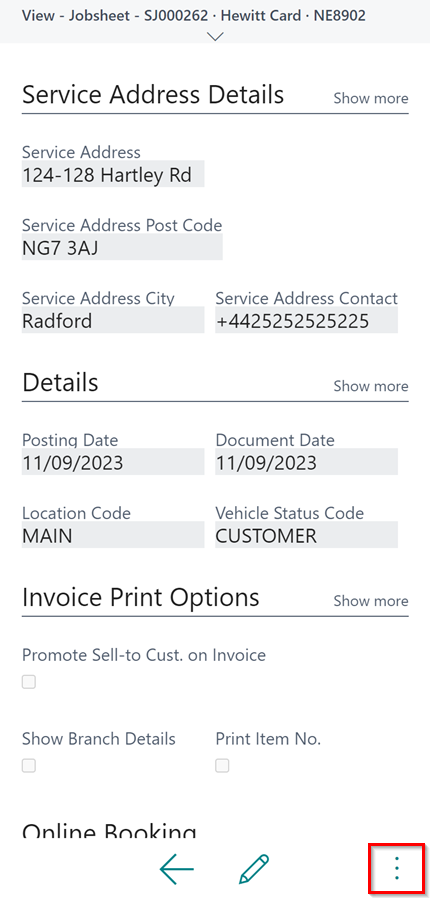 View - Jobsheet - SJ000262 · Hewitt Card · NE8902
Service Address Details Show more
Service Address
124-128 Hartley Rd
Service Address Post Code
NG7 3AJ
Service Address City Service Address Contact
Radford +4425252525225
Details Show more
Posting Date Document Date
11/09/2023 11/09/2023
Location Code Vehicle Status Code
MAIN CUSTOMER
Invoice Print Options Show more
Promote Sell-to Cust. on Invoice
Show Branch Details Print Item No.
Online Booking